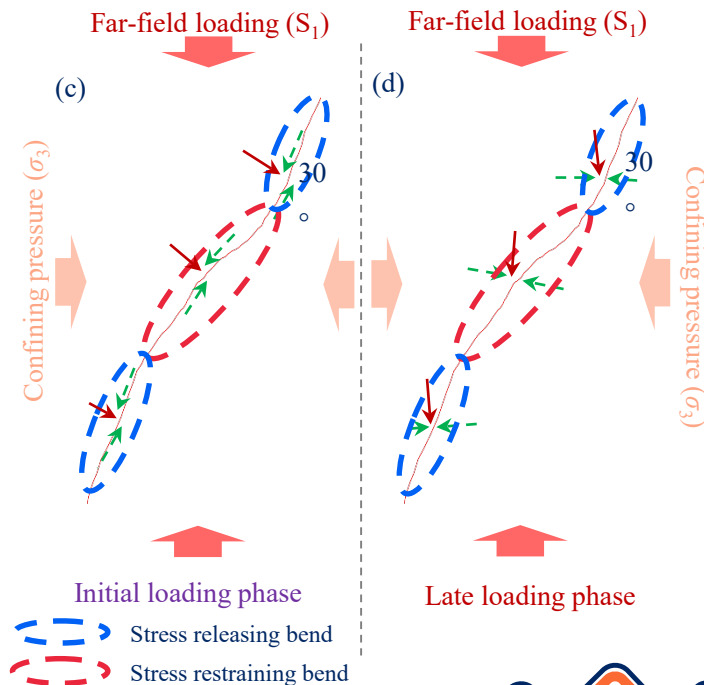 Far-field loading (S₁)
Far-field loading (S₁)
(c)
(d)
30
°
30
°
Confining pressure (σ₃)
Confining pressure (σ₃)
Initial loading phase
Late loading phase
Stress releasing bend
Stress restraining bend